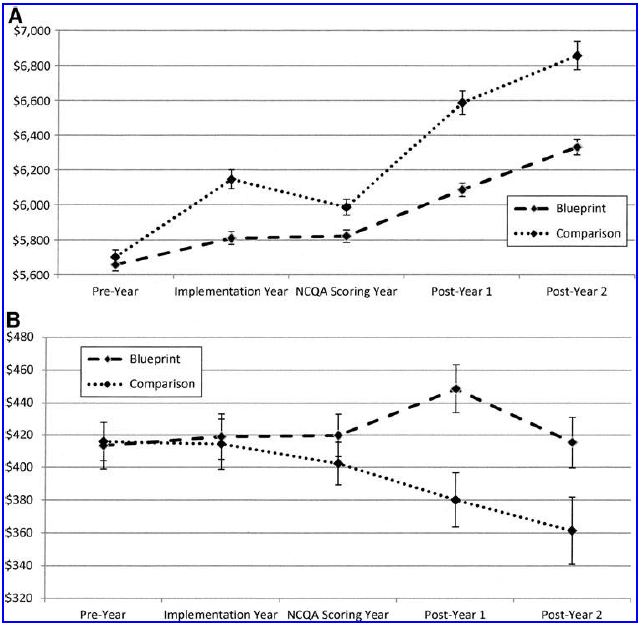 A
$7,000
$6,800
$6,600
$6,400
$6,200
$6,000
$5,800
$5,600
Blueprint
Comparison
Pre-Year Implementation Year NCQA Scoring Year Post-Year 1 Post-Year 2
B
$480
$460
$440
$420
$400
$380
$360
$340
$320
Blueprint
Comparison
Pre-Year Implementation Year NCQA Scoring Year Post-Year 1 Post-Year 2